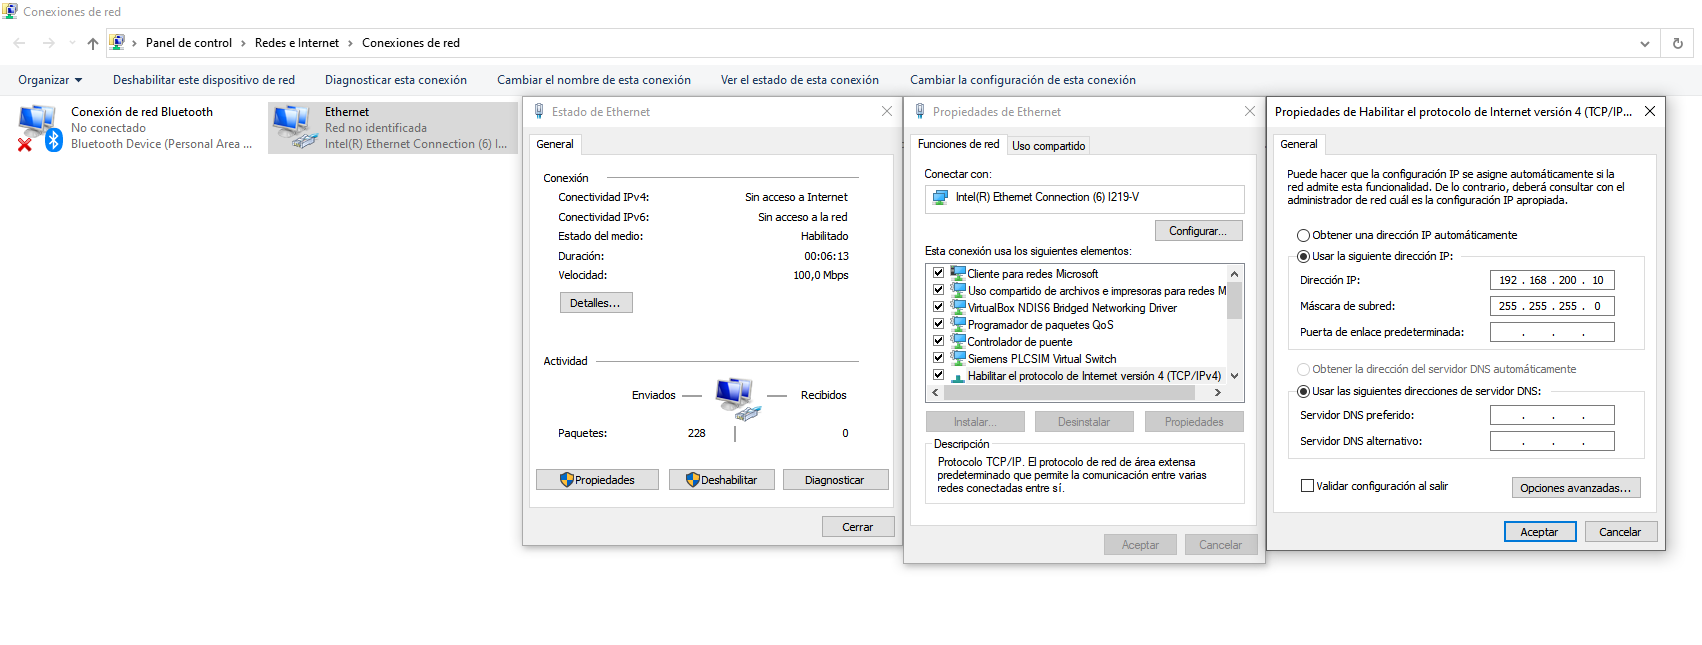 Conexiones de red
Panel de control > Redes e Internet > Conexiones de red
Organizar
Deshabilitar este dispositivo de red
Diagnosticar esta conexión
Cambiar el nombre de esta conexión
Ver el estado de esta conexión
Cambiar la configuración de esta conexión
Conexión de red Bluetooth
No conectado
Bluetooth Device (Personal Area ...
Ethernet
Red no identificada
Intel(R) Ethernet Connection (6) I...
Estado de Ethernet
General
Conexión
Conectividad IPv4: Sin acceso a Internet
Conectividad IPv6: Sin acceso a la red
Estado del medio: Habilitado
Duración: 00:06:13
Velocidad: 100,0 Mbps
Detalles...
Actividad
Enviados Recibidos
Paquetes: 228 0
Propiedades Deshabilitar Diagnosticar
Cerrar
Propiedades de Ethernet
Funciones de red Uso compartido
Conectar con:
Intel(R) Ethernet Connection (6) I219-V
Configurar...
Esta conexión usa los siguientes elementos:
Cliente para redes Microsoft
Uso compartido de archivos e impresoras para redes M
VirtualBox NDIS6 Bridged Networking Driver
Programador de paquetes QoS
Controlador de puente
Siemens PLCSIM Virtual Switch
Habilitar el protocolo de Internet versión 4 (TCP/IPv4)
Instalar... Desinstalar Propiedades
Descripción
Protocolo TCP/IP. El protocolo de red de área extensa
predeterminado que permite la comunicación entre varias
redes conectadas entre sí.
Aceptar Cancelar
Propiedades de Habilitar el protocolo de Internet versión 4 (TCP/IP...
General
Puede hacer que la configuración IP se asigne automáticamente si la
red admite esta funcionalidad. De lo contrario, deberá consultar con el
administrador de red cuál es la configuración IP apropiada.
Obtener una dirección IP automáticamente
Usar la siguiente dirección IP:
Dirección IP: 192 . 168 . 200 . 10
Máscara de subred: 255 . 255 . 255 . 0
Puerta de enlace predeterminada: . . .
Obtener la dirección del servidor DNS automáticamente
Usar las siguientes direcciones de servidor DNS:
Servidor DNS preferido: . . .
Servidor DNS alternativo: . . .
Validar configuración al salir
Opciones avanzadas...
Aceptar Cancelar